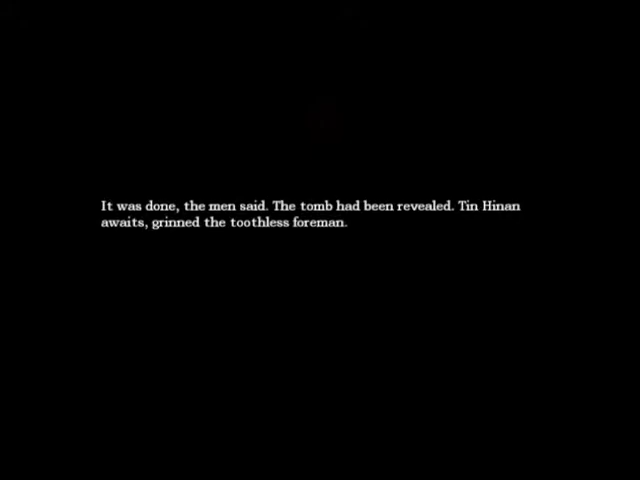 It was done, the men said. The tomb had been revealed. Tin Hinan
awaits, grinned the toothless foreman.